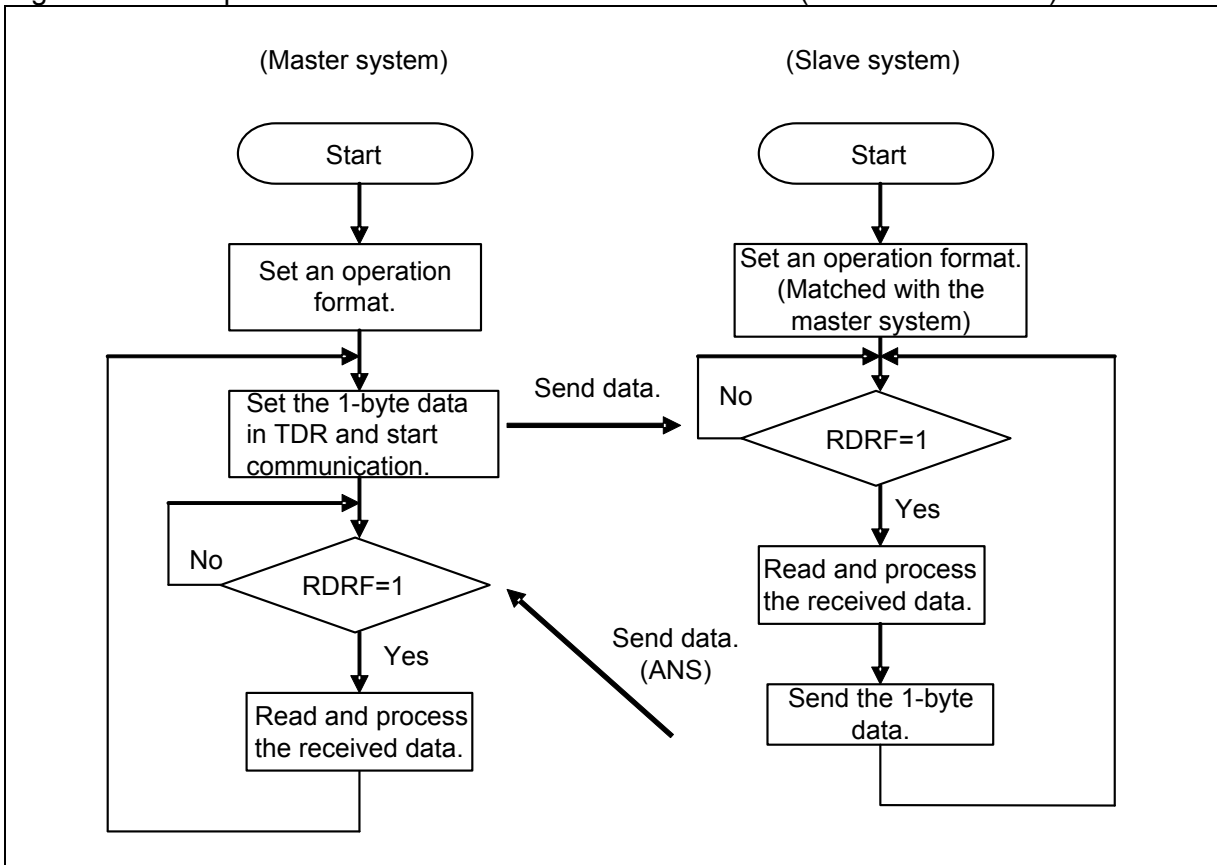 (Master system)
Start
Set an operation
format.
Set the 1-byte data
in TDR and start
communication.
No
RDRF=1
Yes
Read and process
the received data.
Send data.
Send data.
(ANS)
(Slave system)
Start
Set an operation format.
(Matched with the
master system)
No
RDRF=1
Yes
Read and process
the received data.
Send the 1-byte
data.